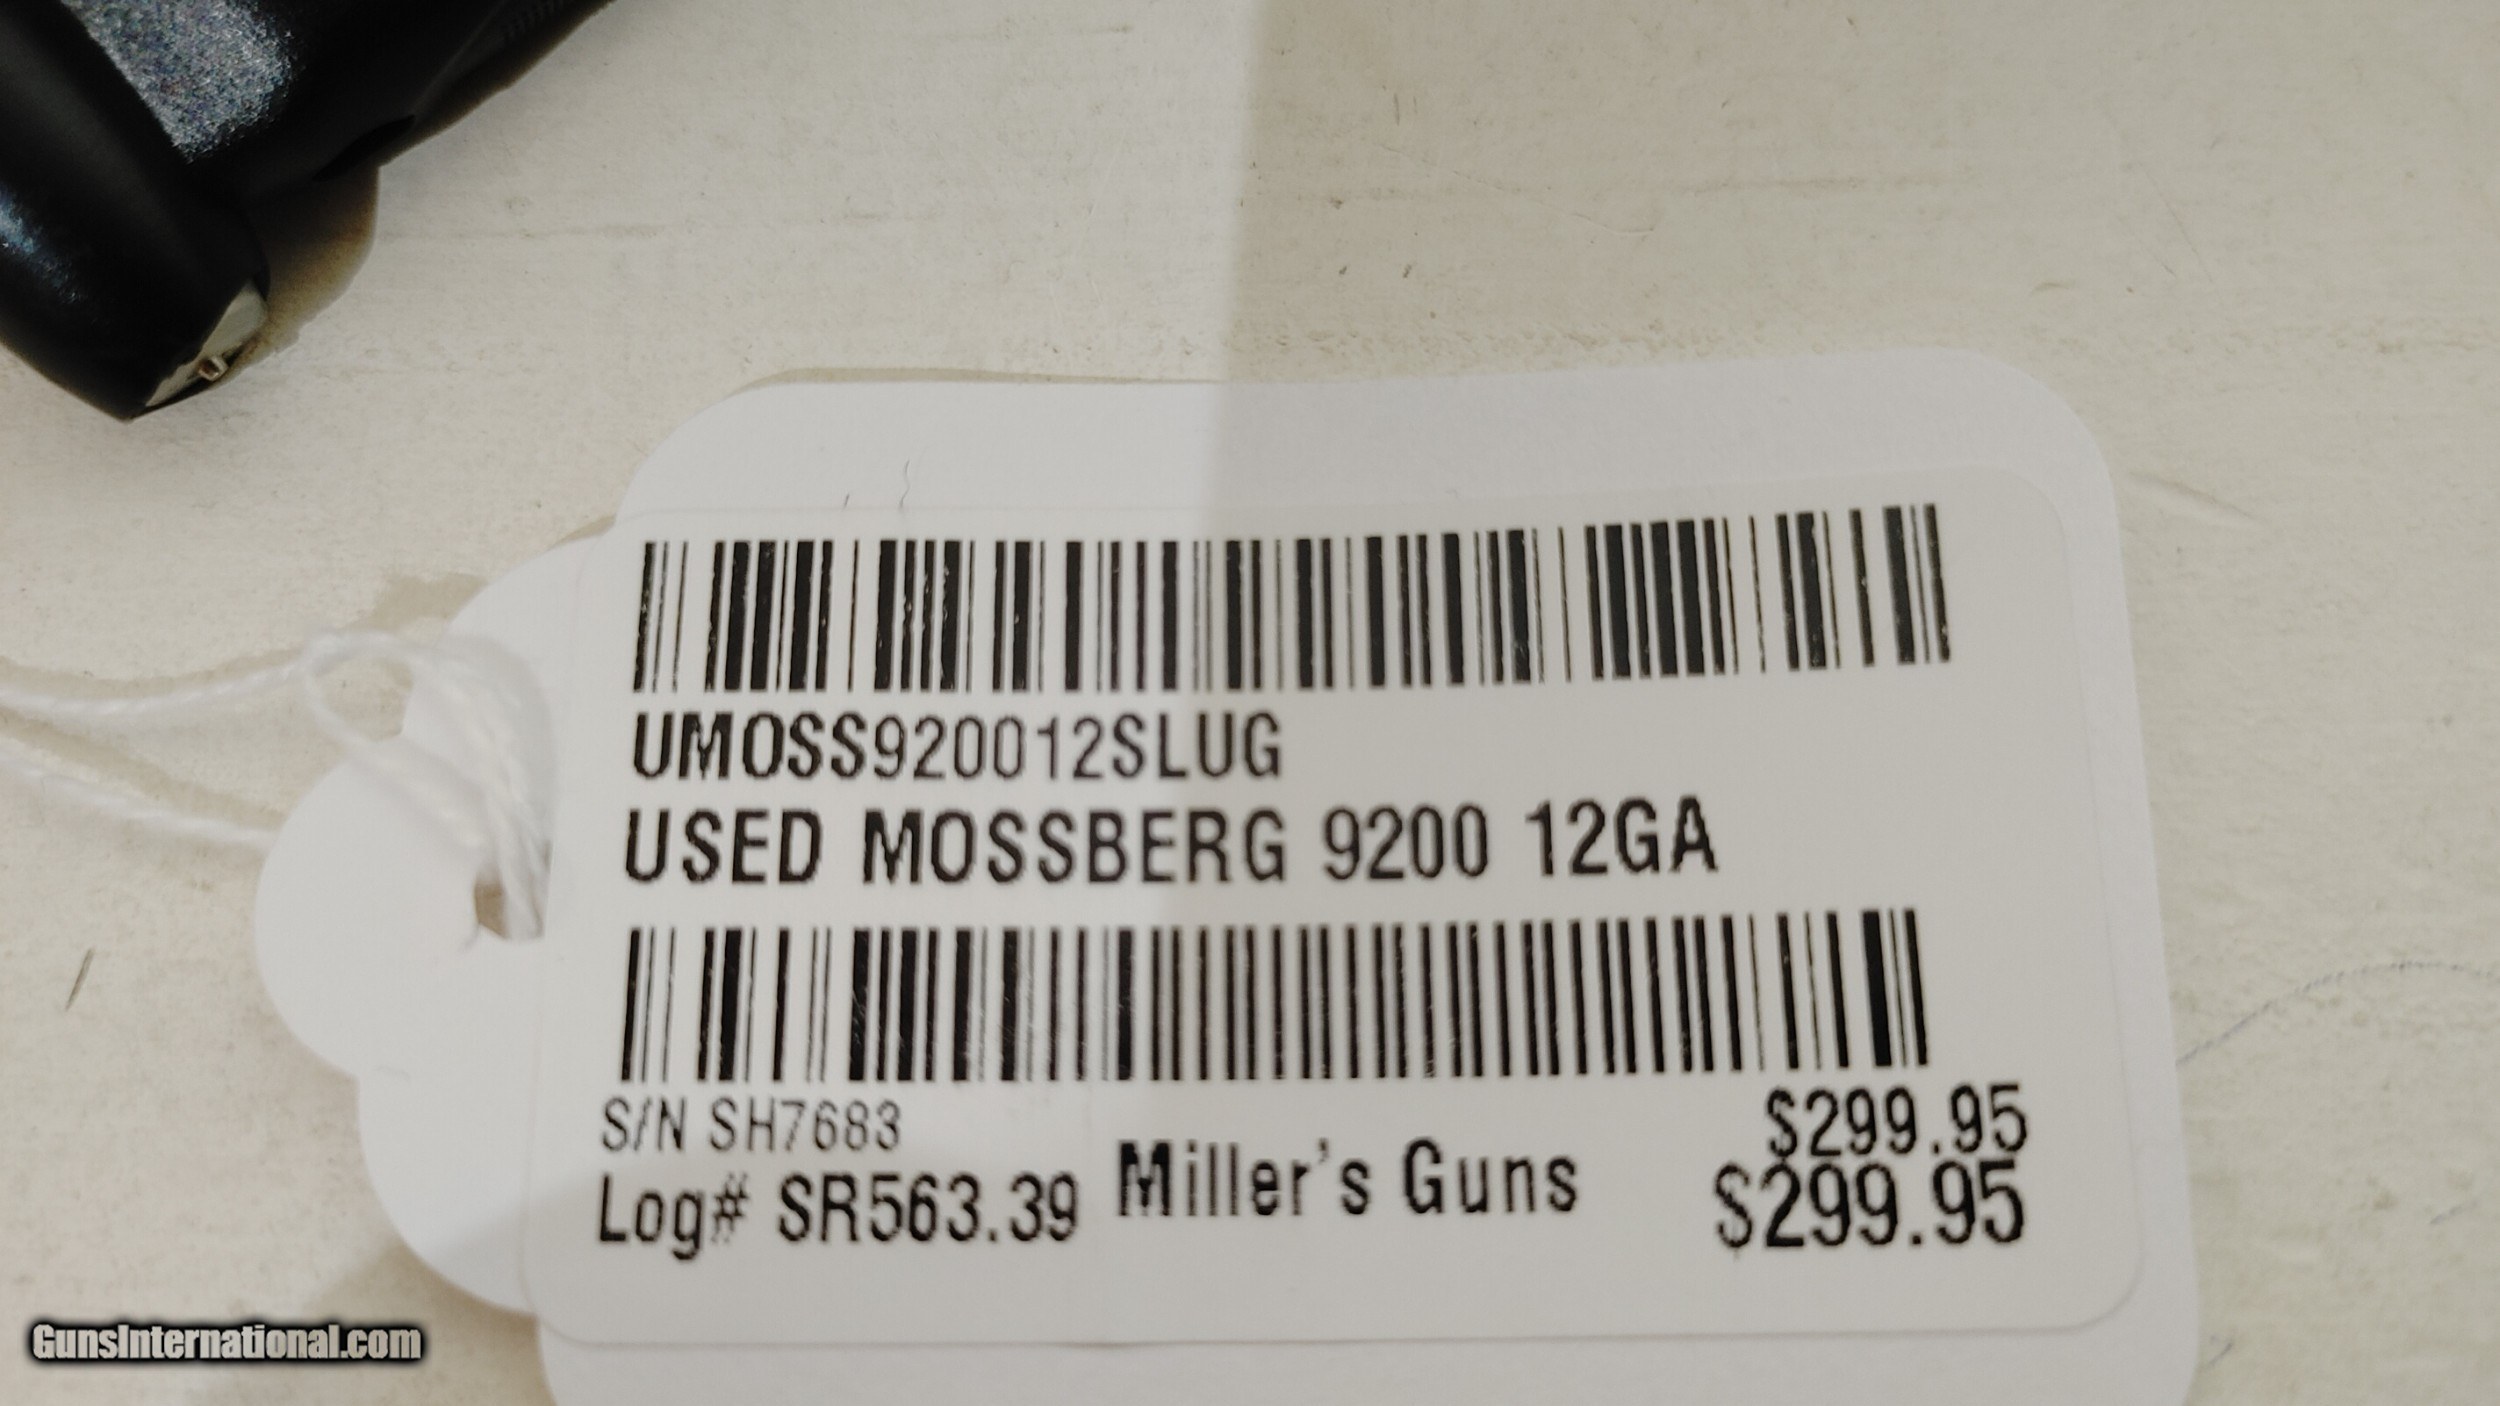 UMOSS920012SLUG
USED MOSSBERG 9200 12GA
S/N SH7683
$299.95
Log# SR563.39
Miller's Guns
$299.95
GunsInternational.com